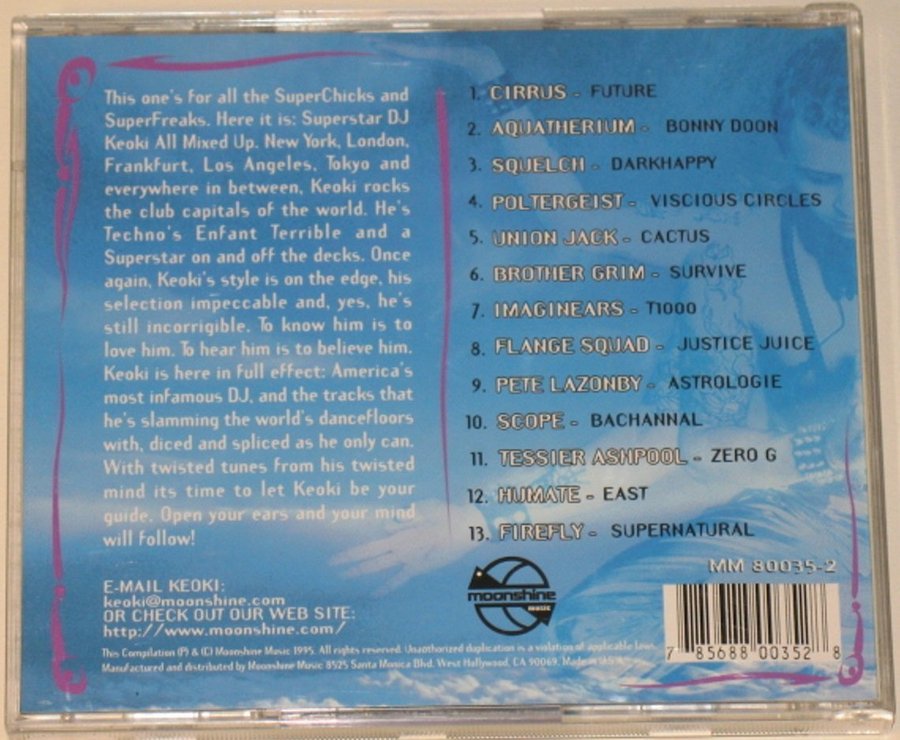 This one's for all the SuperChicks and
SuperFreaks. Here it is: Superstar DJ
Keoki All Mixed Up. New York, London,
Frankfurt, Los Angeles, Tokyo and
everywhere in between, Keoki rocks
the club capitals of the world. He's
Techno's Enfant Terrible and a
Superstar on and off the decks. Once
again, Keoki's style is on the edge, his
selection impeccable and, yes, he's
still incorrigible. To know him is to
love him. To hear him is to believe him.
Keoki is here in full effect: America's
most infamous DJ, and the tracks that
he's slamming the world's dancefloors
with, diced and spliced as he only can.
With twisted tunes from his twisted
mind its time to let Keoki be your
guide. Open your ears and your mind
will follow!
E-MAIL KEOKI:
keoki@moonshine.com
OR CHECK OUT OUR WEB SITE:
http://www.moonshine.com/
1. CIRRUS - FUTURE
2. AQUATHERIUM - BONNY DOON
3. SQUELCH - DARKHAPPY
4. POLTERGEIST - VISCIOUS CIRCLES
5. UNION JACK - CACTUS
6. BROTHER GRIM - SURVIVE
7. IMAGINEARS - T1000
8. FLANGE SQUAD - JUSTICE JUICE
9. PETE LAZONBY - ASTROLOGIE
10. SCOPE - BACHANNAL
11. TESSIER ASHPOOL - ZERO G
12. HUMATE - EAST
13. FIREFLY - SUPERNATURAL
moonshine
music
MM 80035-2
7 85688 00352 8
This Compilation (P) & (C) Moonshine Music 1995. All rights reserved. Unauthorized duplication is a violation of applicable laws.
Manufactured and distributed by Moonshine Music 8525 Santa Monica Blvd. West Hollywood, CA 90069. Made in USA.